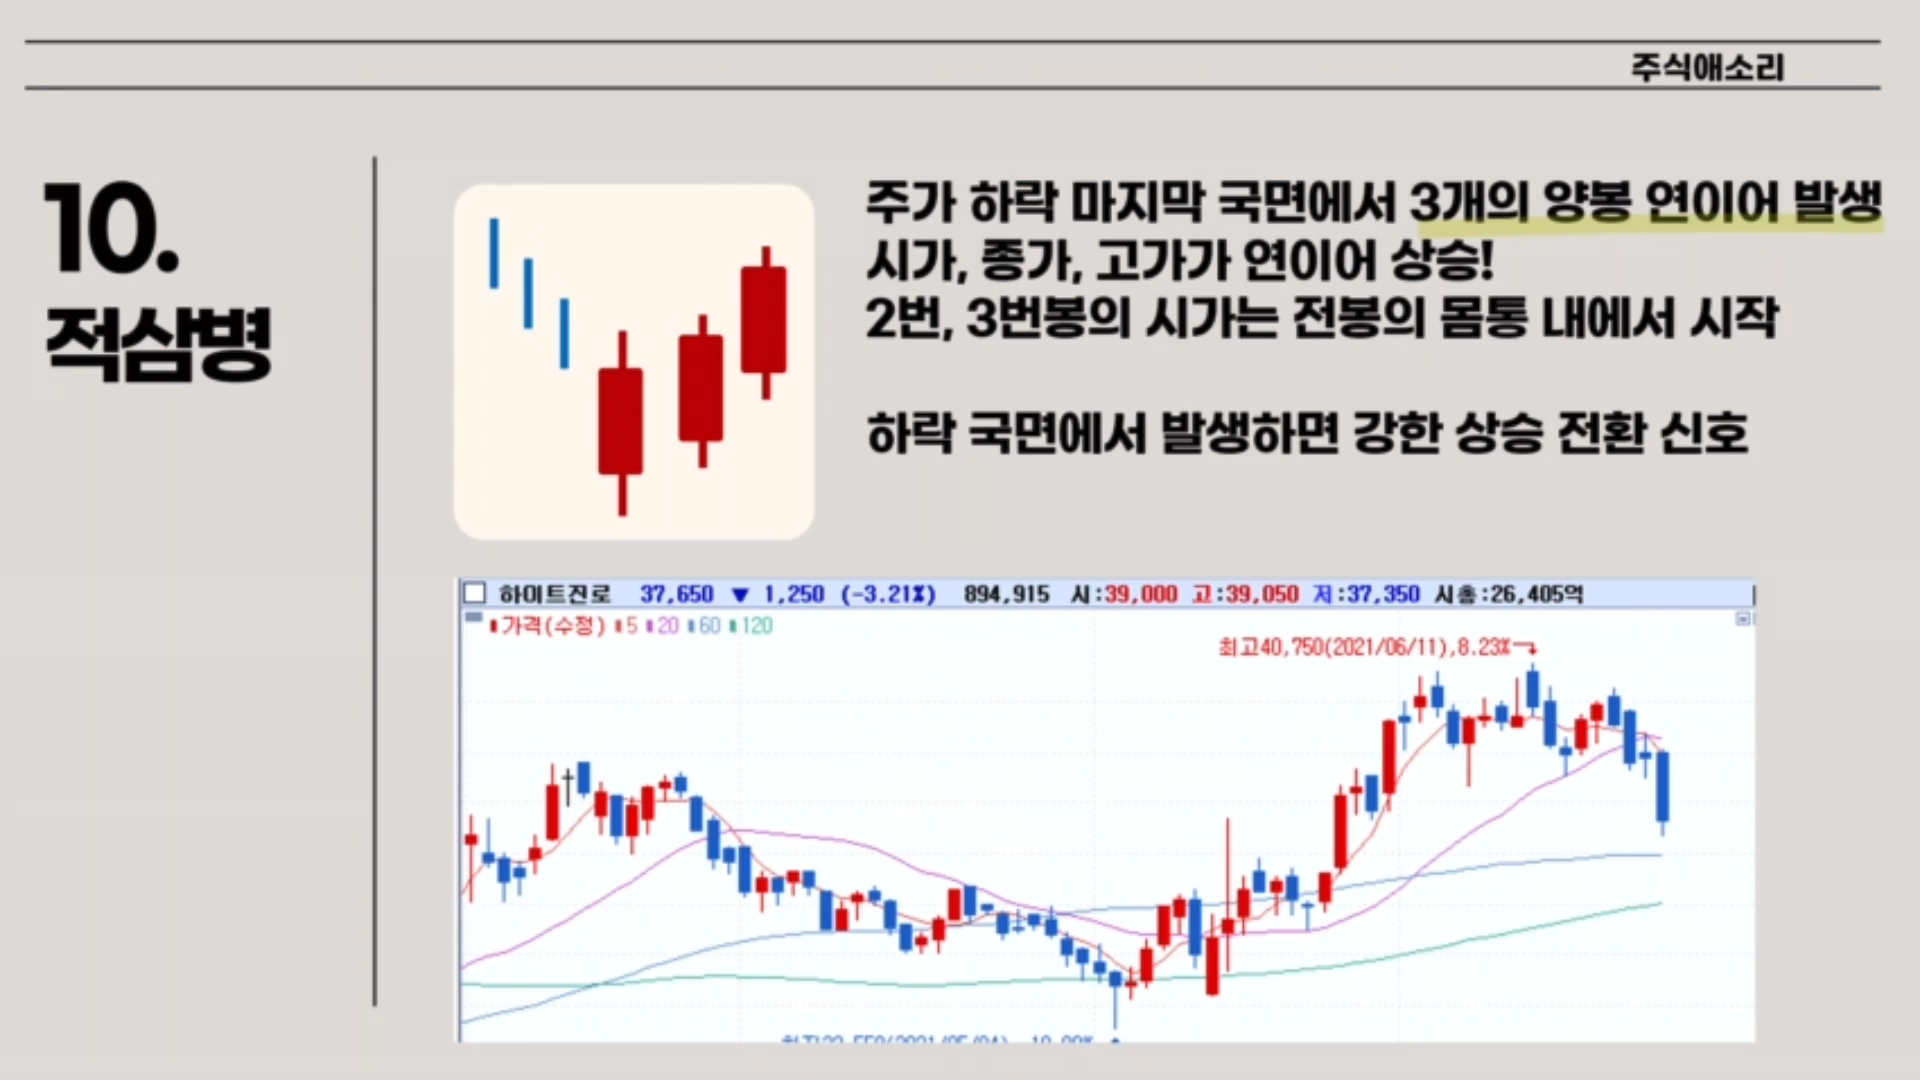 주식애소리
10.
적삼병
주가 하락 마지막 국면에서 3개의 양봉 연이어 발생
시가, 종가, 고가가 연이어 상승!
2번, 3번봉의 시가는 전봉의 몸통 내에서 시작
하락 국면에서 발생하면 강한 상승 전환 신호
하이트진로 37,650 ▼ 1,250 (-3.21%) 894,915 시:39,000 고:39,050 저:37,350 시총:26,405억
가격(수정) 5 20 60 120
최고40,750(2021/06/11),8.23%